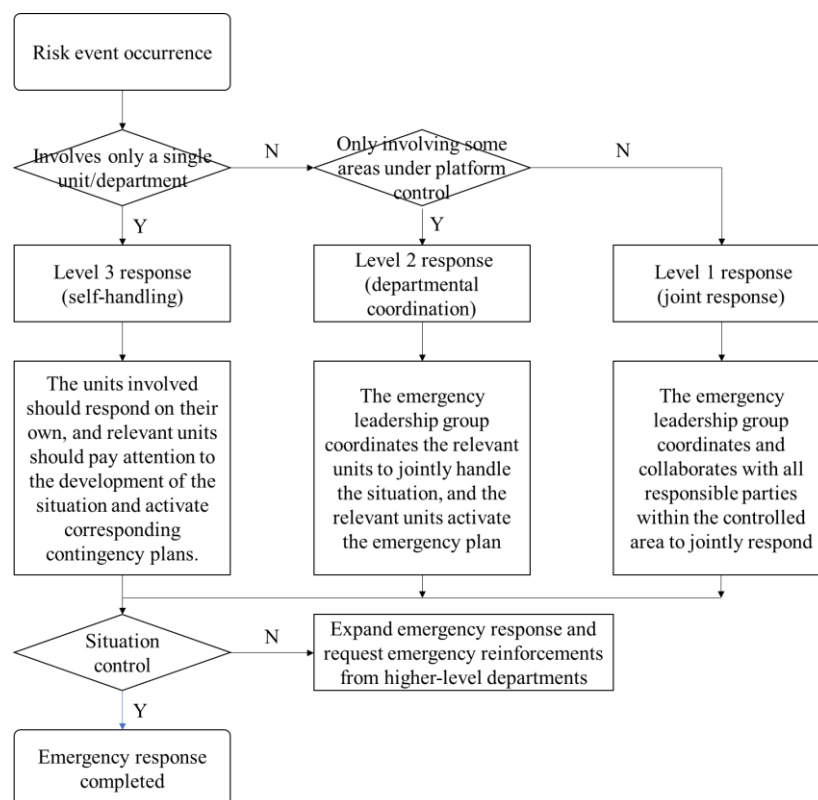 Risk event occurrence
Involves only a single
unit/department
N
Only involving some
areas under platform
control
N
Y
Y
Level 3 response
(self-handling)
Level 2 response
(departmental
coordination)
Level 1 response
(joint response)
The units involved
should respond on their
own, and relevant units
should pay attention to
the development of the
situation and activate
corresponding
contingency plans.
The emergency
leadership group
coordinates the relevant
units to jointly handle
the situation, and the
relevant units activate
the emergency plan
The emergency
leadership group
coordinates and
collaborates with all
responsible parties
within the controlled
area to jointly respond
Situation
control
N
Expand emergency response and
request emergency reinforcements
from higher-level departments
Y
Emergency response
completed